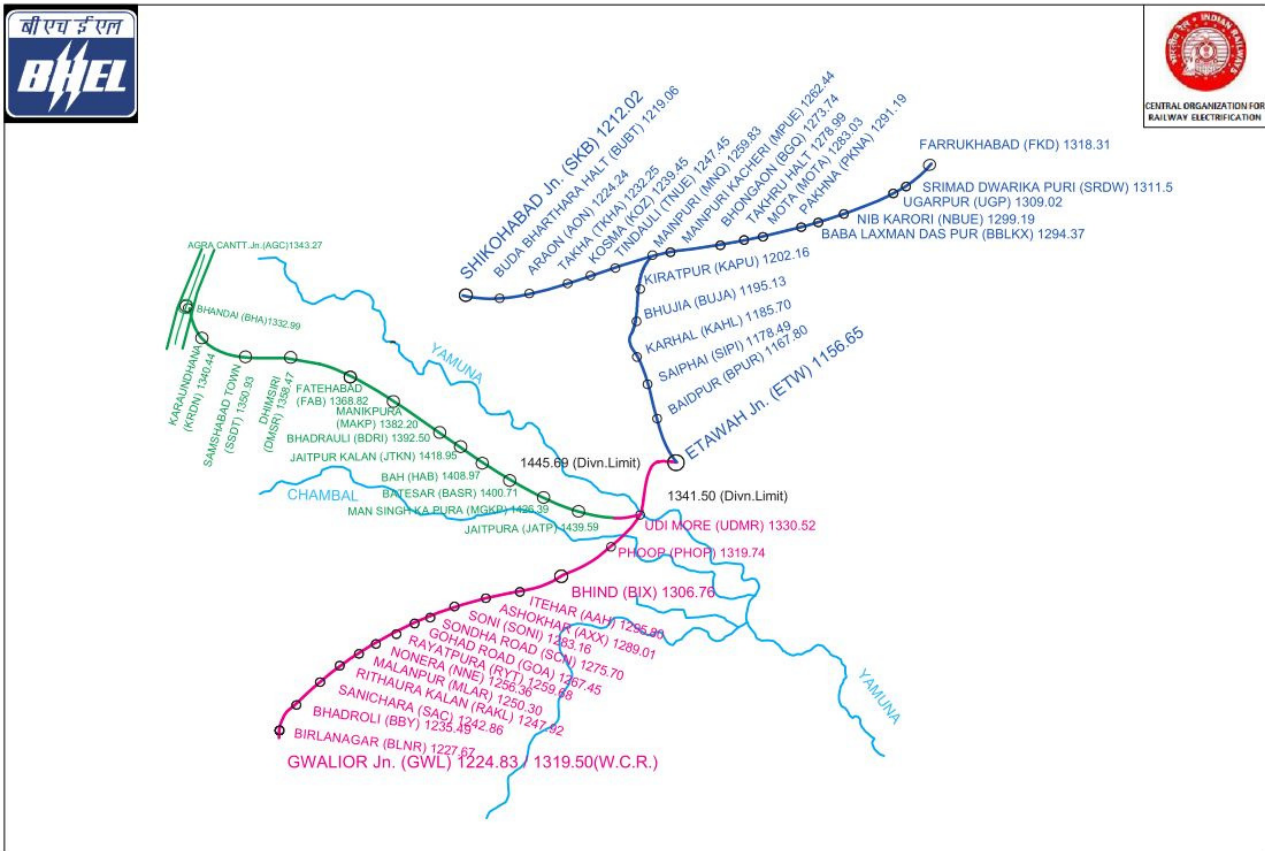 बी एच ई एल
BHEL
भारतीय रेल • INDIAN RAILWAYS
CENTRAL ORGANIZATION FOR
RAILWAY ELECTRIFICATION
SHIKOHABAD Jn. (SKB) 1212.02
BUDA BHARTHARA HALT (BUBT) 1219.06
ARAON (AON) 1224.24
TAKHA (TKHA) 1232.25
KOSMA (KOZ) 1239.45
TINDAULI (TNUE) 1247.45
MAINPURI (MNQ) 1259.83
MAINPURI KACHERI (MPUE) 1262.44
BHONGAON (BGQ) 1273.74
TAKHRU HALT 1278.99
MOTA (MOTA) 1283.03
PAKHNA (PKNA) 1291.19
FARRUKHABAD (FKD) 1318.31
SRIMAD DWARIKA PURI (SRDW) 1311.5
UGARPUR (UGP) 1309.02
NIB KARORI (NBUE) 1299.19
BABA LAXMAN DAS PUR (BBLKX) 1294.37
KIRATPUR (KAPU) 1202.16
BHUJIA (BUJA) 1195.13
KARHAL (KAHL) 1185.70
SAIPHAI (SIPI) 1178.49
BAIDPUR (BPUR) 1167.80
ETAWAH Jn. (ETW) 1156.65
AGRA CANTT.Jn.(AGC)1343.27
BHANDAI (BHA)1332.99
KARAUNDHANA
(KRDN) 1340.44
SAMSHABAD TOWN
(SSDT) 1350.93
DHIMSIRI
(DMSR) 1358.47
FATEHABAD
(FAB) 1368.82
MANIKPURA
(MAKP) 1382.20
BHADRAULI (BDRI) 1392.50
JAITPUR KALAN (JTKN) 1418.95
BAH (HAB) 1408.97
BATESAR (BASR) 1400.71
MAN SINGH KA PURA (MGKP) 1426.39
JAITPURA (JATP) 1439.59
YAMUNA
CHAMBAL
1445.69 (Divn.Limit)
1341.50 (Divn.Limit)
UDI MORE (UDMR) 1330.52
PHOOP (PHOP) 1319.74
BHIND (BIX) 1306.76
ITEHAR (AAH) 1295.80
ASHOKHAR (AXX) 1289.01
SONI (SONI) 1283.16
SONDHA ROAD (SCN) 1275.70
GOHAD ROAD (GOA) 1267.45
RAYATPURA (RYT) 1259.68
NONERA (NNE) 1256.36
MALANPUR (MLAR) 1250.30
RITHAURA KALAN (RAKL) 1247.92
SANICHARA (SAC) 1242.86
BHADROLI (BBY) 1235.49
BIRLANAGAR (BLNR) 1227.67
GWALIOR Jn. (GWL) 1224.83 / 1319.50(W.C.R.)
YAMUNA